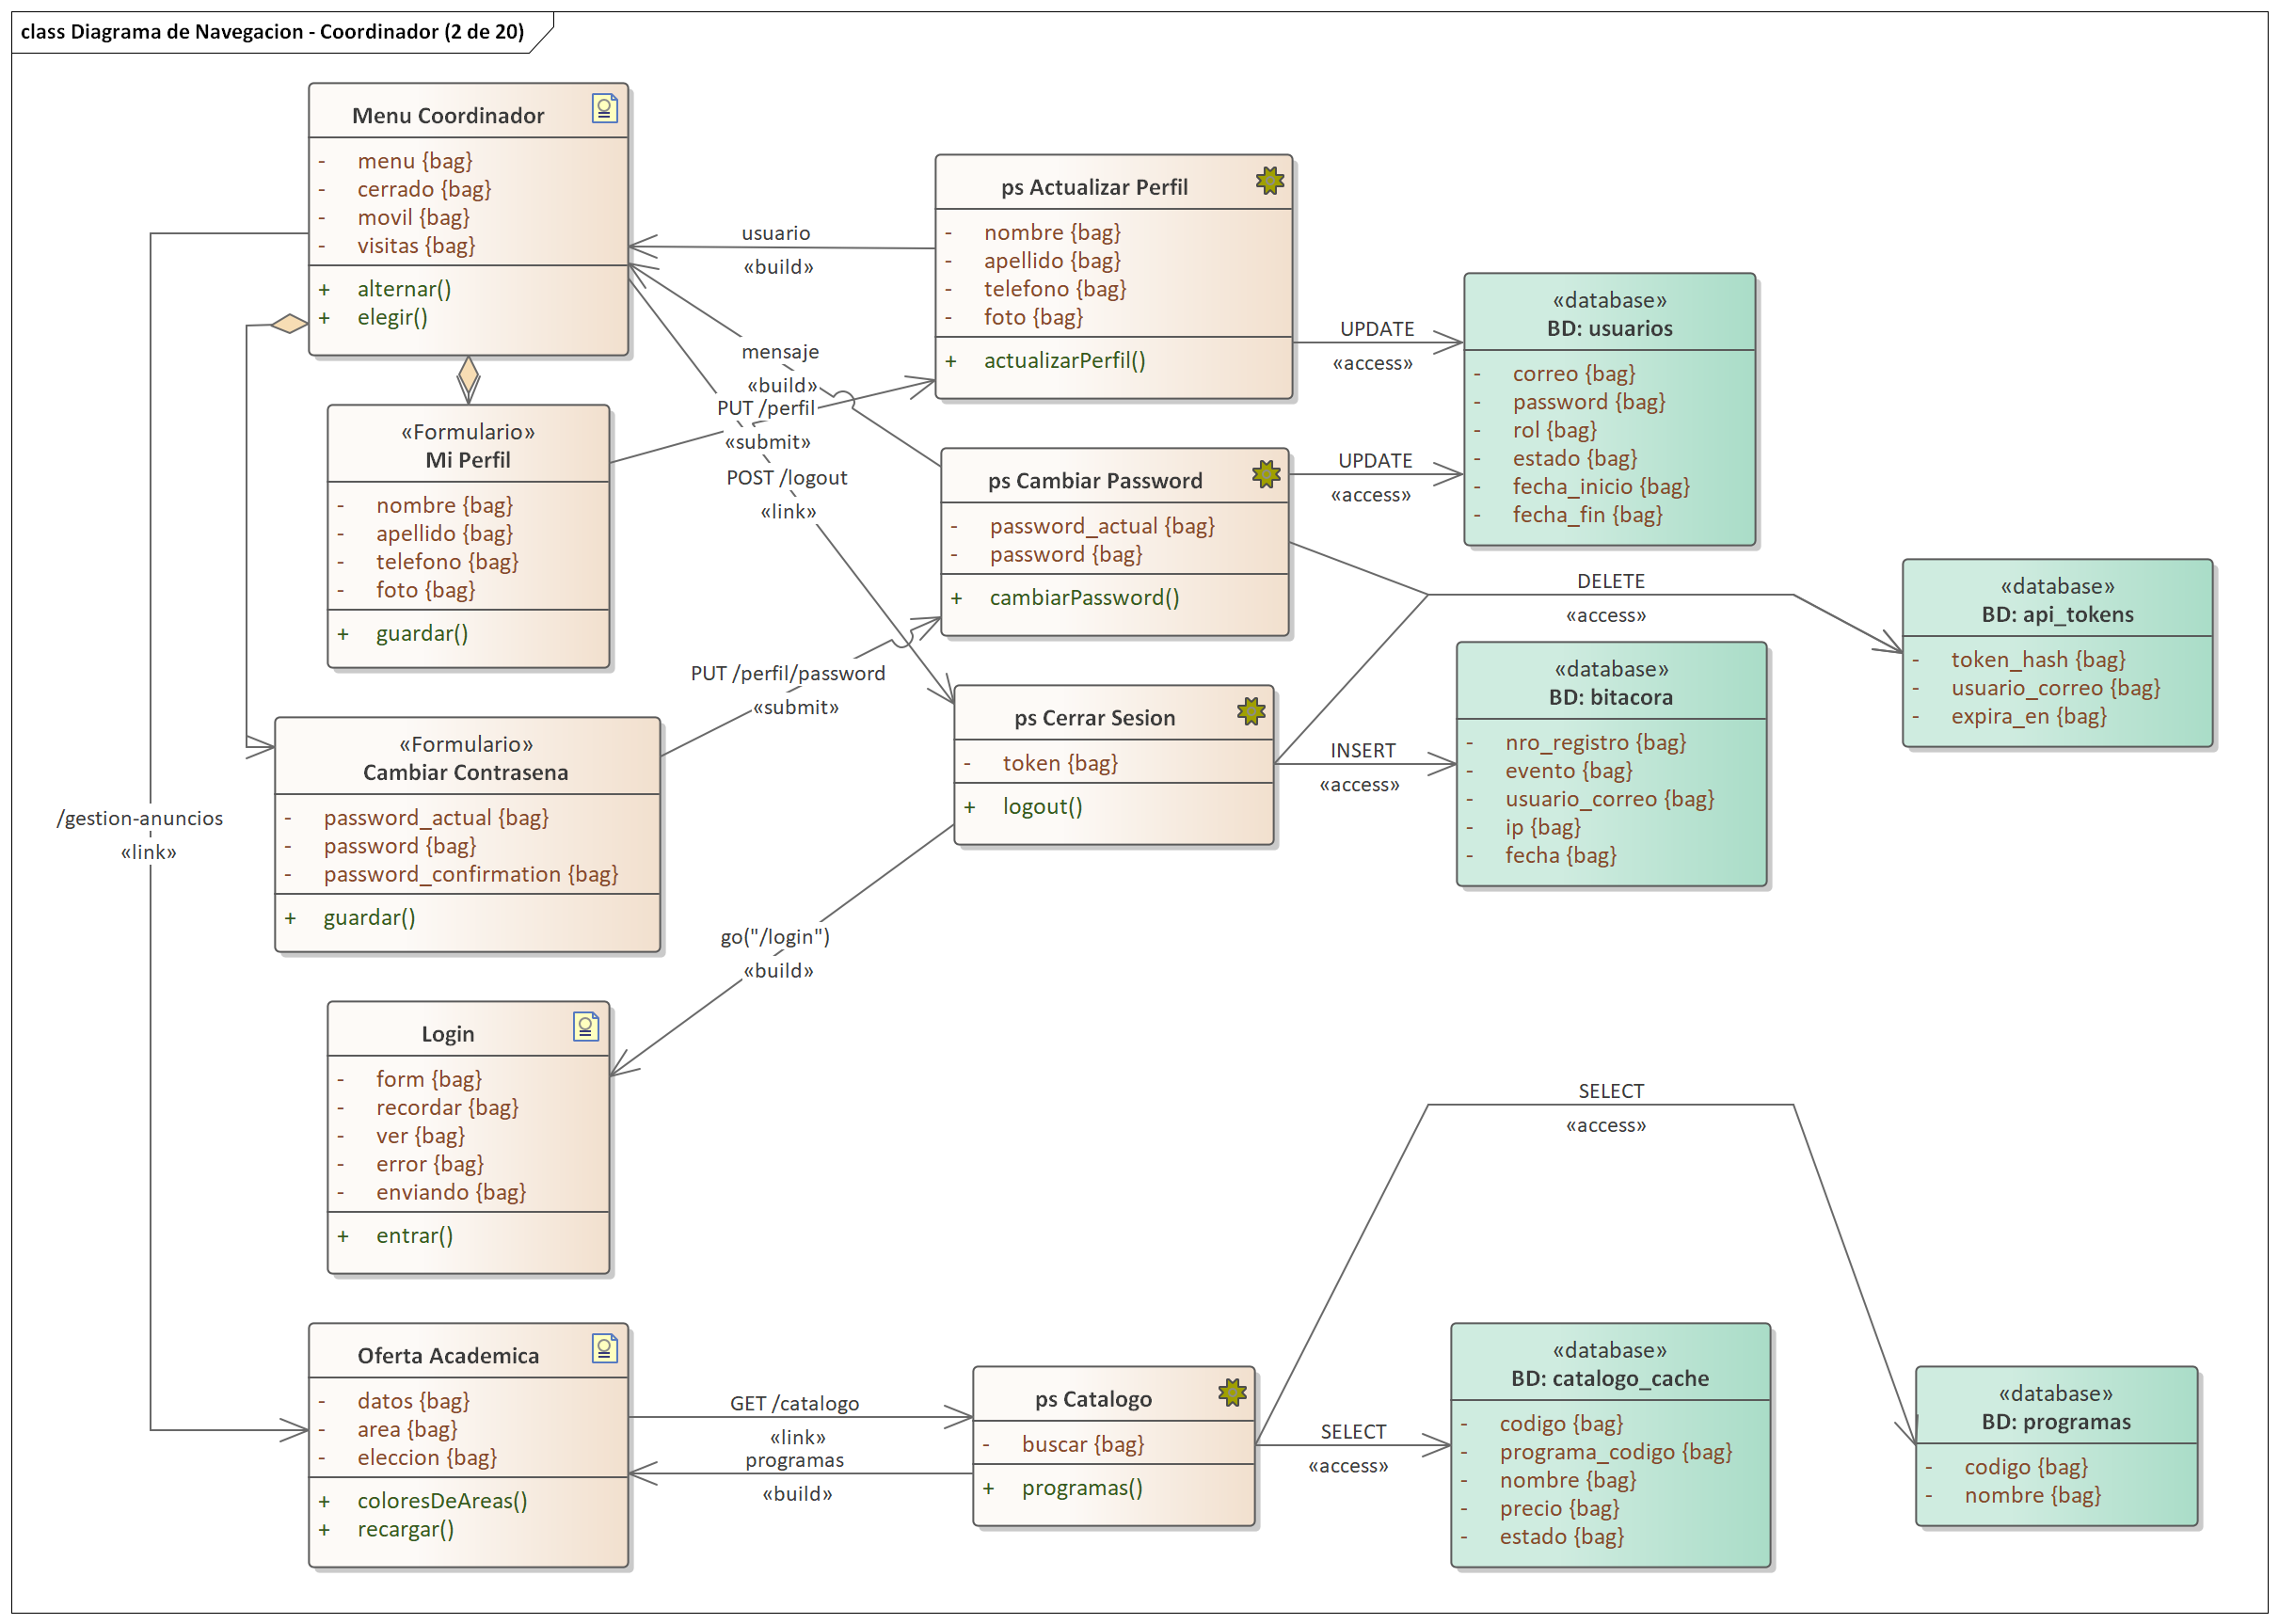 class Diagrama de Navegacion - Coordinador (2 de 20)
Menu Coordinador
- menu {bag}
- cerrado {bag}
- movil {bag}
- visitas {bag}
+ alternar()
+ elegir()
ps Actualizar Perfil
- nombre {bag}
- apellido {bag}
- telefono {bag}
- foto {bag}
+ actualizarPerfil()
usuario
«build»
mensaje
«build»
PUT /perfil
«submit»
POST /logout
«link»
UPDATE
«access»
«database»
BD: usuarios
- correo {bag}
- password {bag}
- rol {bag}
- estado {bag}
- fecha_inicio {bag}
- fecha_fin {bag}
«Formulario»
Mi Perfil
- nombre {bag}
- apellido {bag}
- telefono {bag}
- foto {bag}
+ guardar()
ps Cambiar Password
- password_actual {bag}
- password {bag}
+ cambiarPassword()
UPDATE
«access»
DELETE
«access»
«database»
BD: api_tokens
- token_hash {bag}
- usuario_correo {bag}
- expira_en {bag}
PUT /perfil/password
«submit»
ps Cerrar Sesion
- token {bag}
+ logout()
INSERT
«access»
«database»
BD: bitacora
- nro_registro {bag}
- evento {bag}
- usuario_correo {bag}
- ip {bag}
- fecha {bag}
«Formulario»
Cambiar Contrasena
- password_actual {bag}
- password {bag}
- password_confirmation {bag}
+ guardar()
/gestion-anuncios
«link»
go("/login")
«build»
Login
- form {bag}
- recordar {bag}
- ver {bag}
- error {bag}
- enviando {bag}
+ entrar()
SELECT
«access»
Oferta Academica
- datos {bag}
- area {bag}
- eleccion {bag}
+ coloresDeAreas()
+ recargar()
GET /catalogo
«link»
programas
«build»
ps Catalogo
- buscar {bag}
+ programas()
SELECT
«access»
«database»
BD: catalogo_cache
- codigo {bag}
- programa_codigo {bag}
- nombre {bag}
- precio {bag}
- estado {bag}
«database»
BD: programas
- codigo {bag}
- nombre {bag}